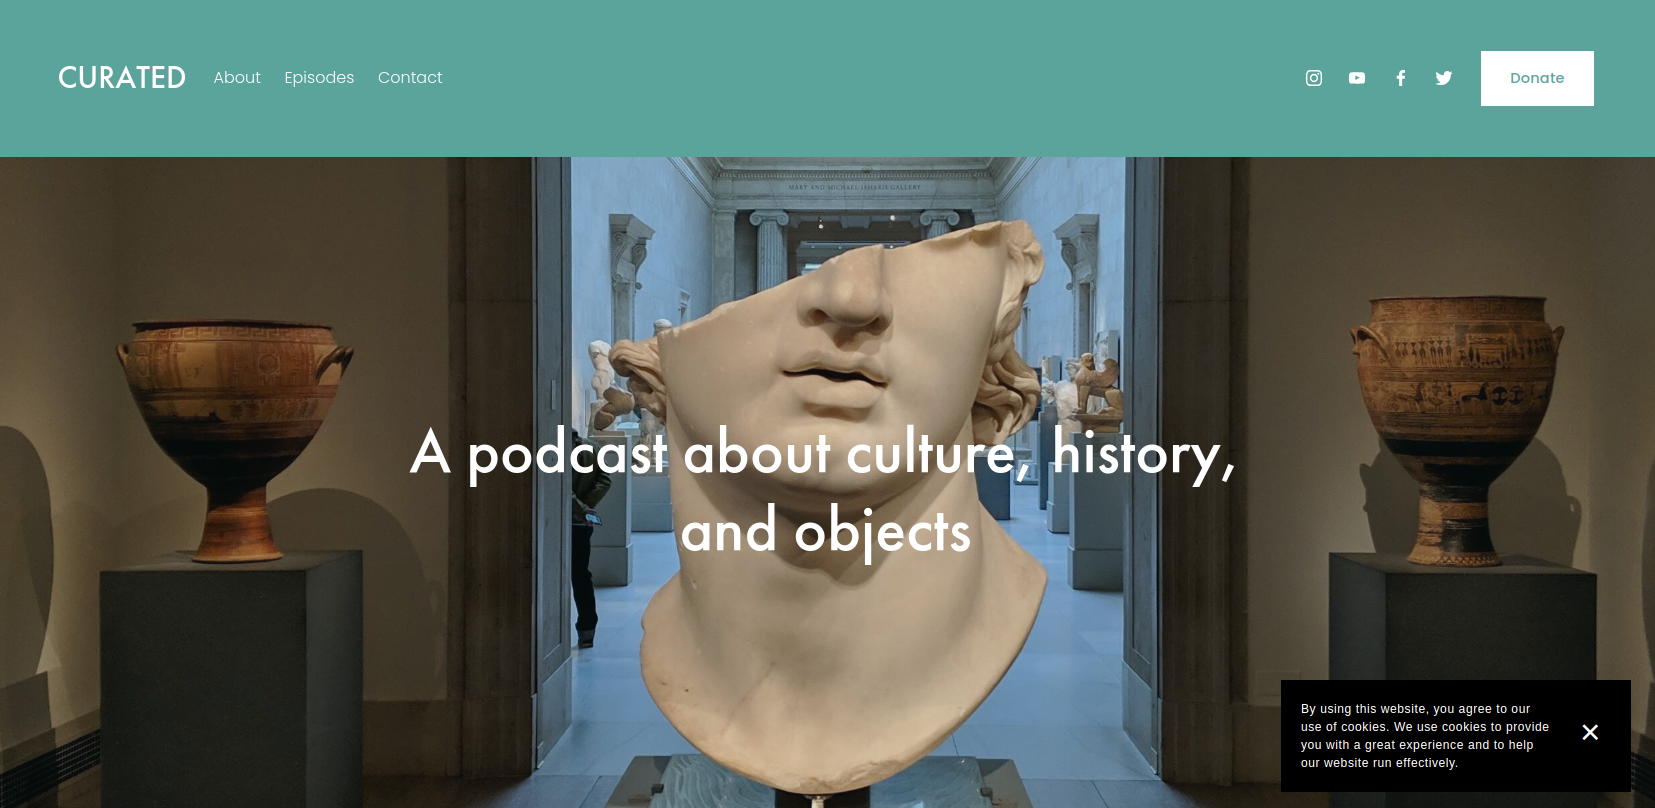 CURATED
About
Episodes
Contact
Donate
MARY AND MICHAEL JAHARIS GALLERY
A podcast about culture, history,
and objects
By using this website, you agree to our
use of cookies. We use cookies to provide
you with a great experience and to help
our website run effectively.